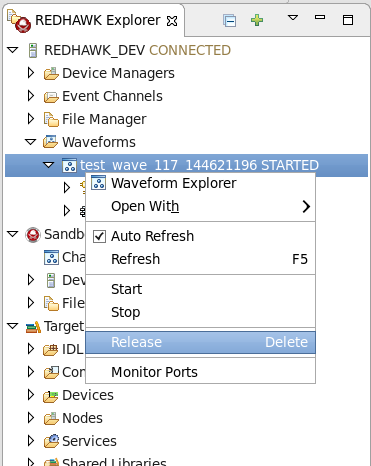 REDHAWK Explorer
REDHAWK_DEV CONNECTED
Device Managers
Event Channels
File Manager
Waveforms
test_wave_117_144621196 STARTED
Waveform Explorer
Open With
Auto Refresh
Sandb
Refresh F5
Cha
Dev
Start
File
Stop
Target
Release Delete
IDL
Con
Monitor Ports
Devices
Nodes
Services
Shared Libraries